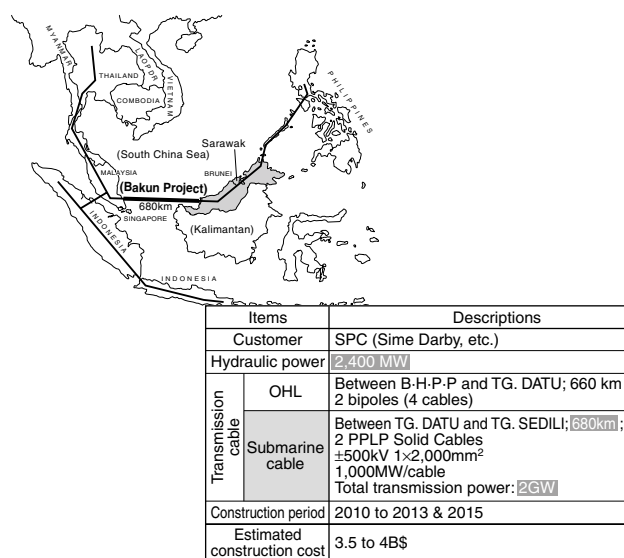 MYANMAR
LAOPDR
VIETNAM
THAILAND
COMBODIA
PHILIPPINES
(South China Sea)
Sarawak
MALAYSIA
BRUNEI
(Bakun Project)
680km
SINGAPORE
(Kalimantan)
INDONESIA
INDONESIA
Items Descriptions
Customer SPC (Sime Darby, etc.)
Hydraulic power 2,400 MW
Transmission cable
OHL
Between B·H·P·P and TG. DATU; 660 km
2 bipoles (4 cables)
Submarine cable
Between TG. DATU and TG. SEDILI; 680km ;
2 PPLP Solid Cables
±500kV 1×2,000mm²
1,000MW/cable
Total transmission power: 2GW
Construction period 2010 to 2013 & 2015
Estimated
construction cost 3.5 to 4B$